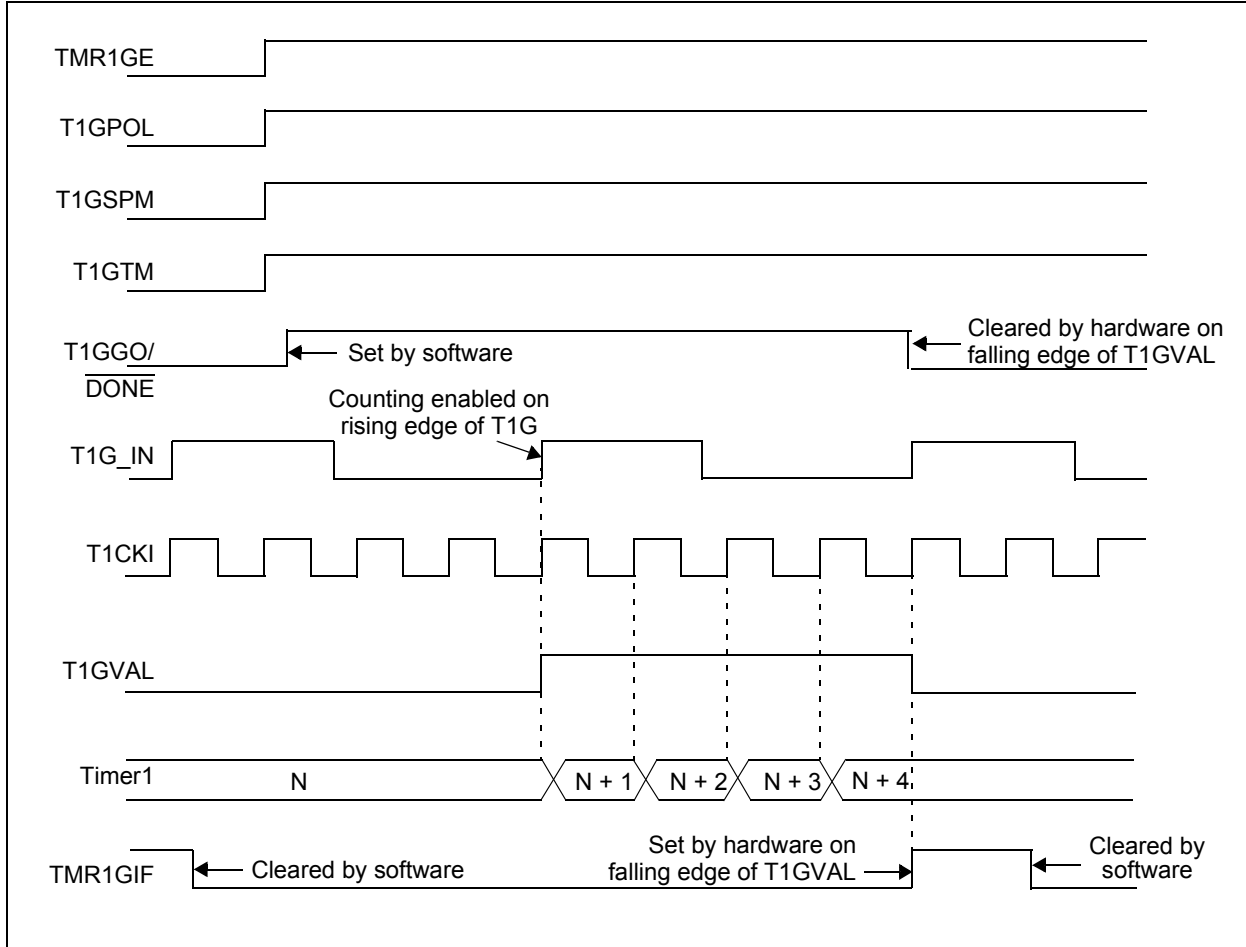 TMR1GE
T1GPOL
T1GSPM
T1GTM
T1GGO/
DONE
Set by software
Cleared by hardware on
falling edge of T1GVAL
Counting enabled on
rising edge of T1G
T1G_IN
T1CKI
T1GVAL
Timer1
N
N + 1
N + 2
N + 3
N + 4
TMR1GIF
Cleared by software
Set by hardware on
falling edge of T1GVAL
Cleared by
software